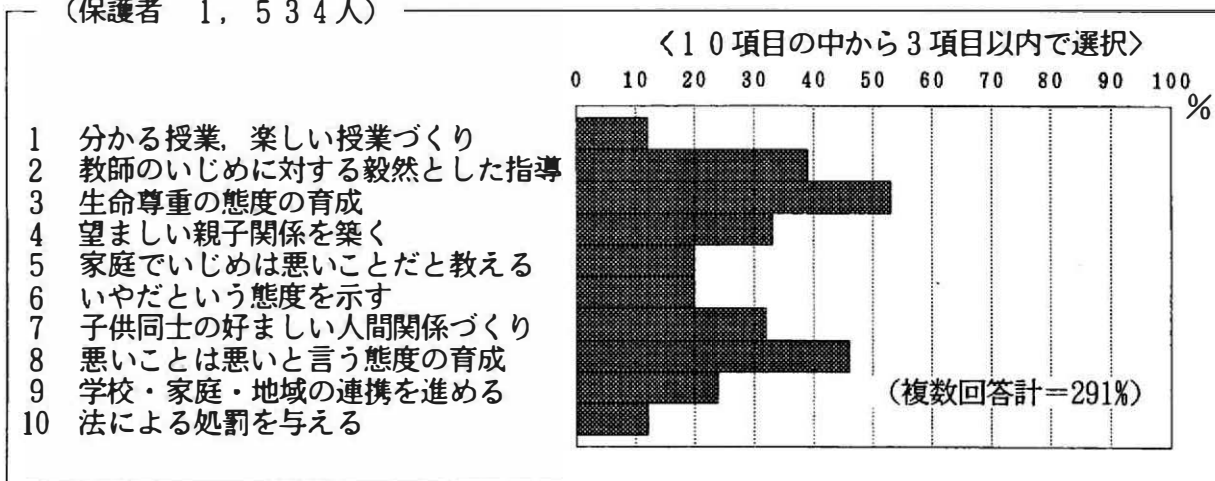 （保護者 1，534人）
〈10項目の中から3項目以内で選択〉
0 10 20 30 40 50 60 70 80 90 100
％
1 分かる授業，楽しい授業づくり
2 教師のいじめに対する毅然とした指導
3 生命尊重の態度の育成
4 望ましい親子関係を築く
5 家庭でいじめは悪いことだと教える
6 いやだという態度を示す
7 子供同士の好ましい人間関係づくり
8 悪いことは悪いと言う態度の育成
9 学校・家庭・地域の連携を進める
(複数回答計＝291%)
10 法による処罰を与える